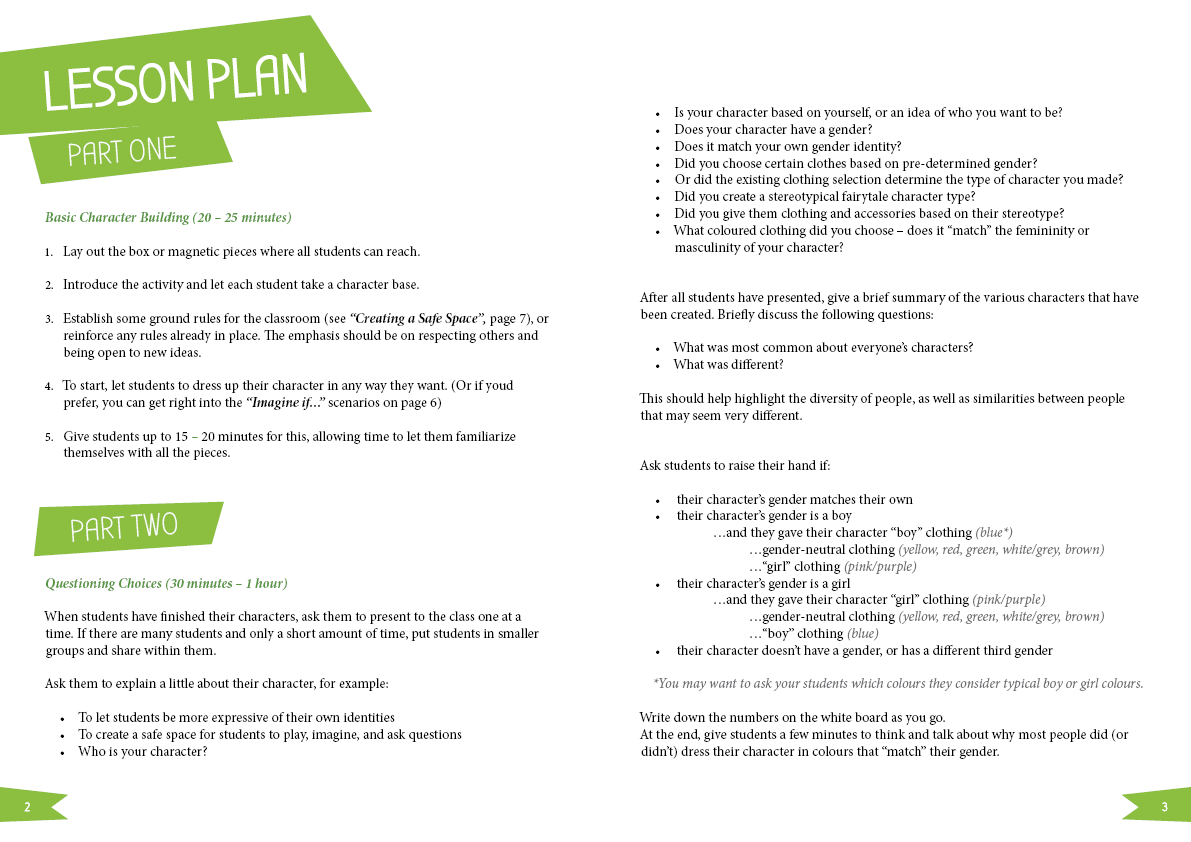 LESSON PLAN
PART ONE
Basic Character Building (20 – 25 minutes)
1. Lay out the box or magnetic pieces where all students can reach.
2. Introduce the activity and let each student take a character base.
3. Establish some ground rules for the classroom (see “Creating a Safe Space”, page 7), or
reinforce any rules already in place. The emphasis should be on respecting others and
being open to new ideas.
4. To start, let students to dress up their character in any way they want. (Or if youd
prefer, you can get right into the “Imagine if…” scenarios on page 6)
5. Give students up to 15 – 20 minutes for this, allowing time to let them familiarize
themselves with all the pieces.
PART TWO
Questioning Choices (30 minutes – 1 hour)
When students have finished their characters, ask them to present to the class one at a
time. If there are many students and only a short amount of time, put students in smaller
groups and share within them.
Ask them to explain a little about their character, for example:
• To let students be more expressive of their own identities
• To create a safe space for students to play, imagine, and ask questions
• Who is your character?
2
• Is your character based on yourself, or an idea of who you want to be?
• Does your character have a gender?
• Does it match your own gender identity?
• Did you choose certain clothes based on pre-determined gender?
• Or did the existing clothing selection determine the type of character you made?
• Did you create a stereotypical fairytale character type?
• Did you give them clothing and accessories based on their stereotype?
• What coloured clothing did you choose – does it “match” the femininity or
masculinity of your character?
After all students have presented, give a brief summary of the various characters that have
been created. Briefly discuss the following questions:
• What was most common about everyone’s characters?
• What was different?
This should help highlight the diversity of people, as well as similarities between people
that may seem very different.
Ask students to raise their hand if:
• their character’s gender matches their own
• their character’s gender is a boy
…and they gave their character “boy” clothing (blue*)
…gender-neutral clothing (yellow, red, green, white/grey, brown)
…“girl” clothing (pink/purple)
• their character’s gender is a girl
…and they gave their character “girl” clothing (pink/purple)
…gender-neutral clothing (yellow, red, green, white/grey, brown)
…“boy” clothing (blue)
• their character doesn’t have a gender, or has a different third gender
*You may want to ask your students which colours they consider typical boy or girl colours.
Write down the numbers on the white board as you go.
At the end, give students a few minutes to think and talk about why most people did (or
didn’t) dress their character in colours that “match” their gender.
3